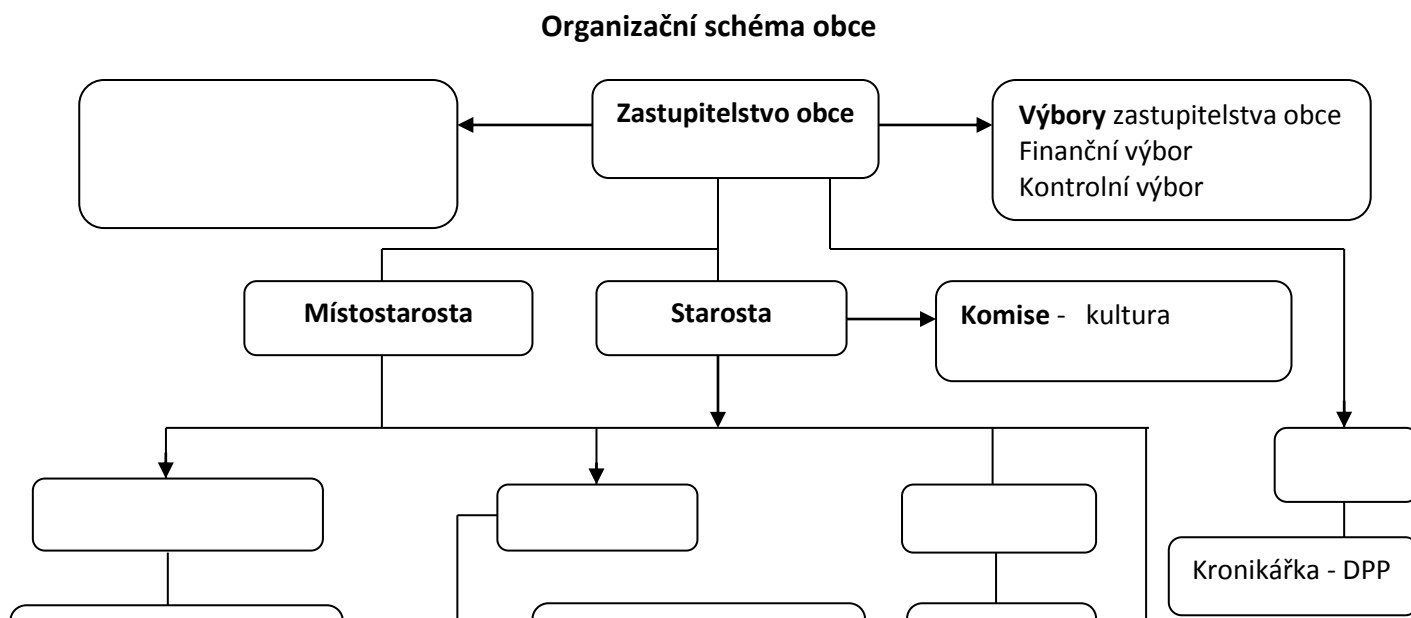 Organizační schéma obce
Zastupitelstvo obce
Výbory zastupitelstva obce
Finanční výbor
Kontrolní výbor
Místostarosta
Starosta
Komise - kultura
Kronikářka - DPP